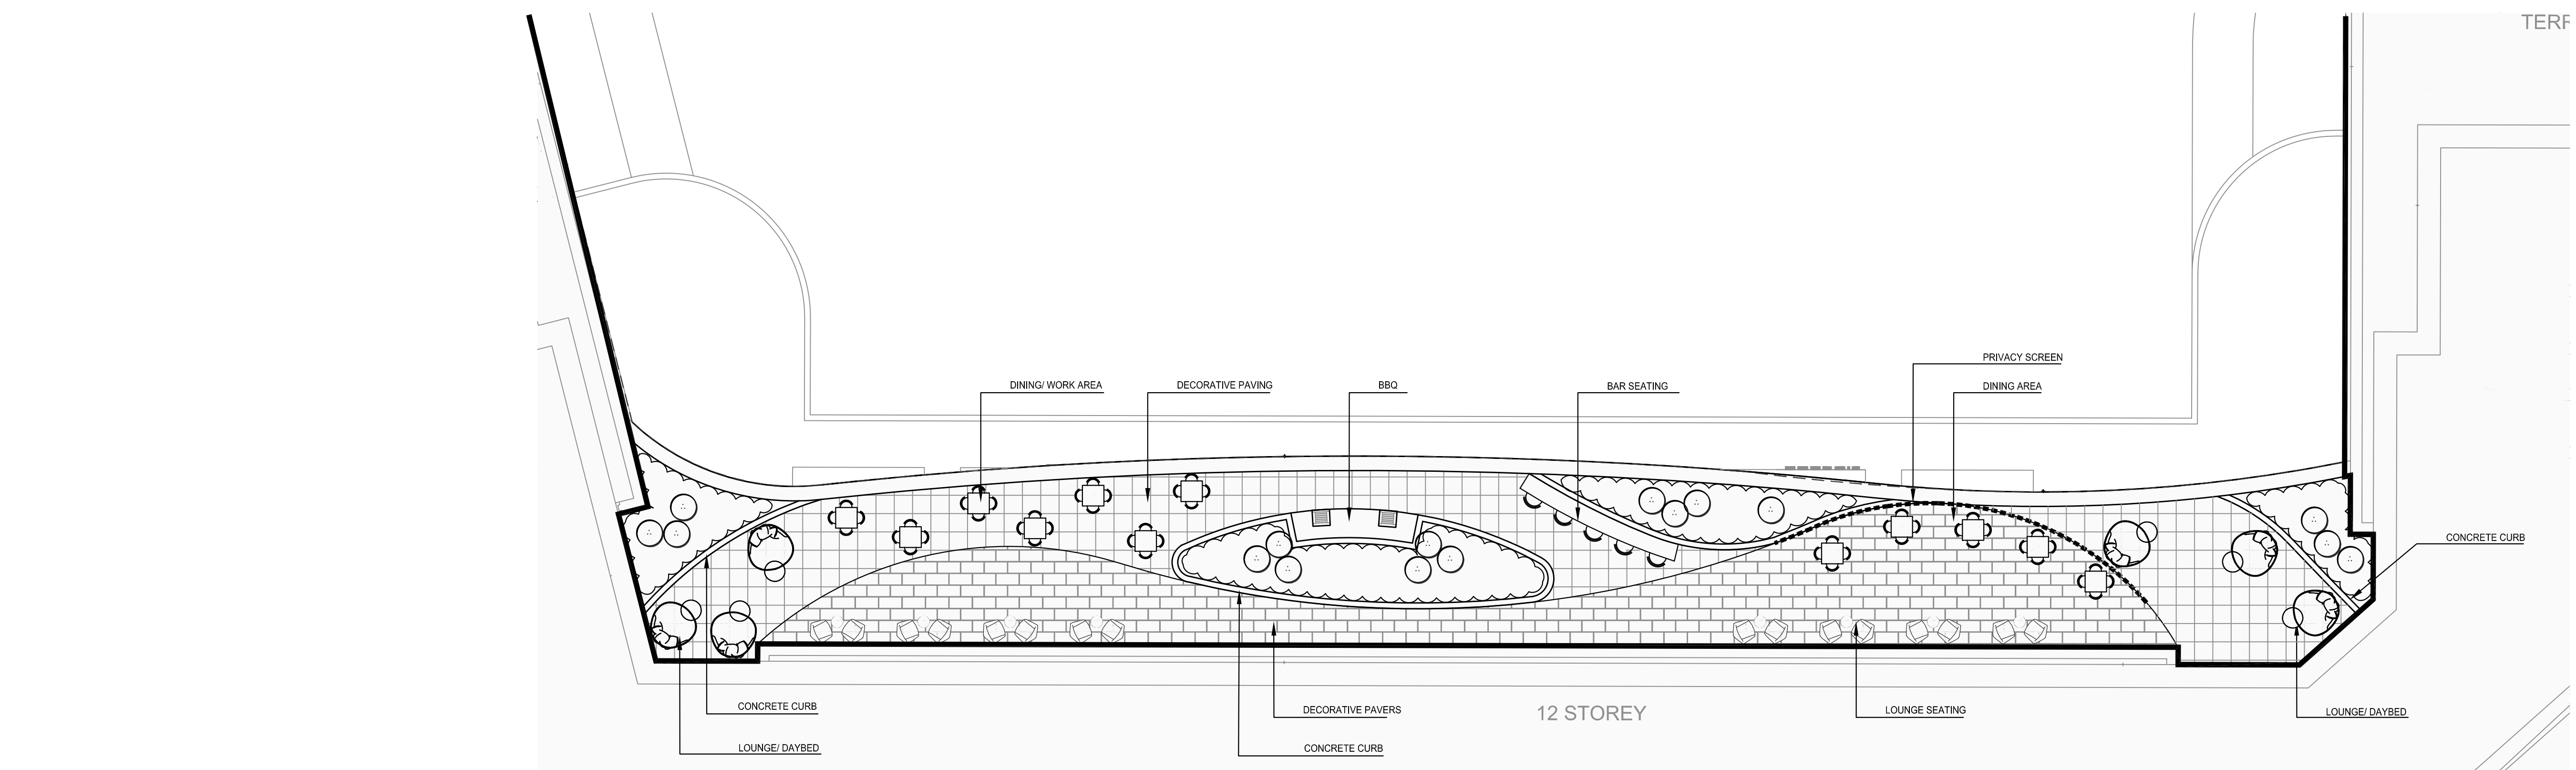 TERR
PRIVACY SCREEN
DINING/ WORK AREA
DECORATIVE PAVING
BBQ
BAR SEATING
DINING AREA
CONCRETE CURB
CONCRETE CURB
DECORATIVE PAVERS
12 STOREY
LOUNGE SEATING
LOUNGE/ DAYBED
LOUNGE/ DAYBED
CONCRETE CURB